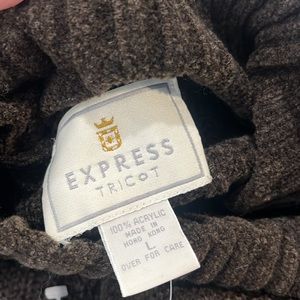 EXPRESS
TRICOT
100% ACRYLIC
MADE IN
HONG KONG
L
OVER FOR CARE